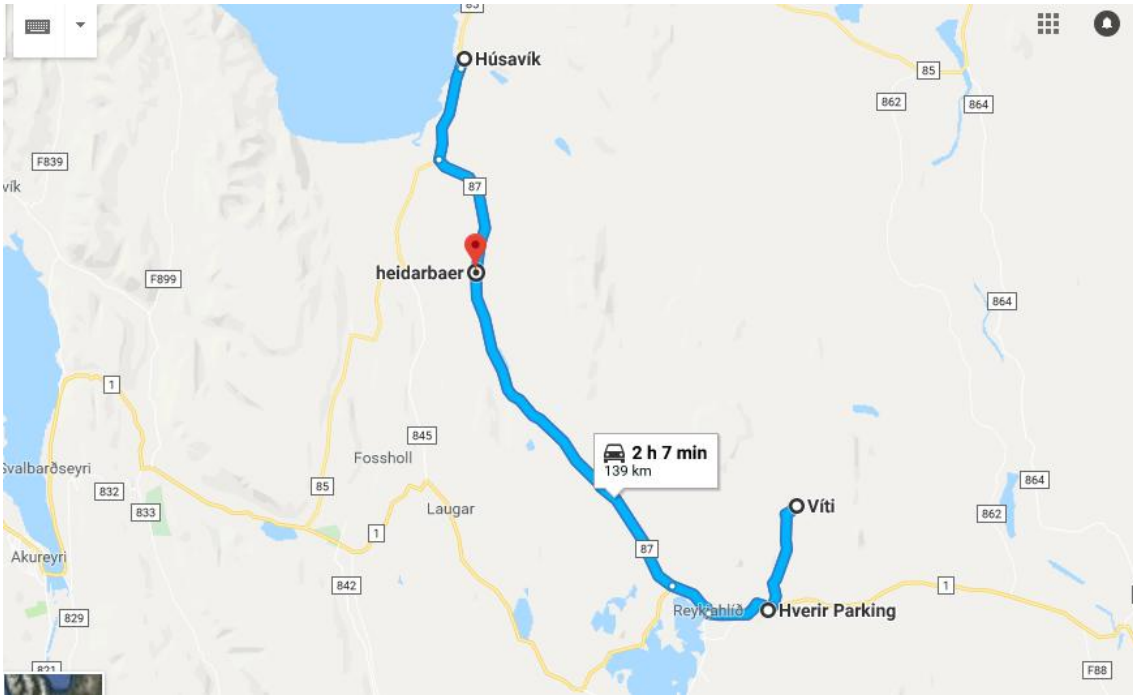 85
Húsavík
85
862
864
F839
vík
87
heidarbaer
F899
864
1
845
2 h 7 min
139 km
Fossholl
Svalbarðseyri
832
833
85
Laugar
864
Víti
862
1
87
Akureyri
842
1
829
Reykjahlíð
Hverir Parking
821
F88